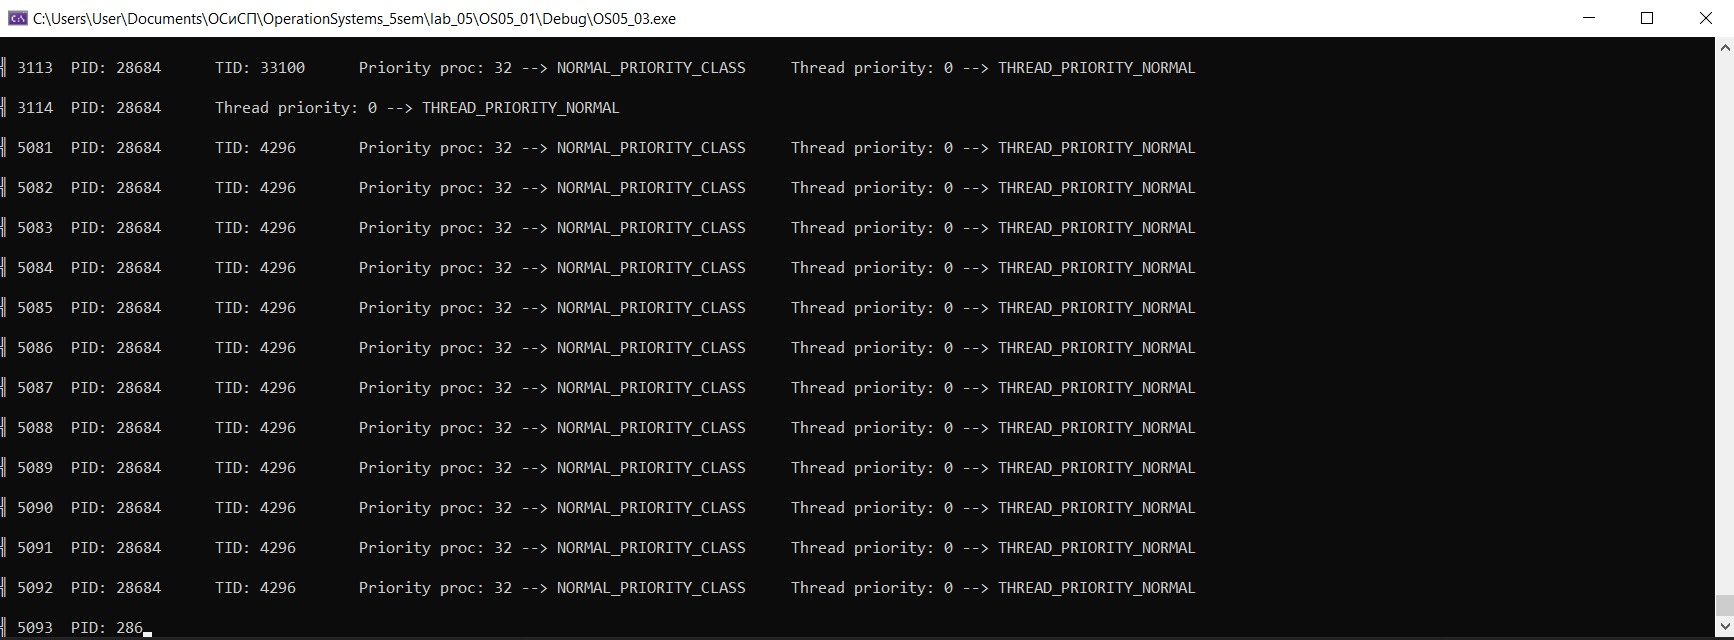 C:\Users\User\Documents\ОСиСП\OperationSystems_5sem\lab_05\OS05_01\Debug\OS05_03.exe
╣ 3113  PID: 28684      TID: 33100      Priority proc: 32 --> NORMAL_PRIORITY_CLASS     Thread priority: 0 --> THREAD_PRIORITY_NORMAL
╣ 3114  PID: 28684      Thread priority: 0 --> THREAD_PRIORITY_NORMAL
╣ 5081  PID: 28684      TID: 4296       Priority proc: 32 --> NORMAL_PRIORITY_CLASS     Thread priority: 0 --> THREAD_PRIORITY_NORMAL
╣ 5082  PID: 28684      TID: 4296       Priority proc: 32 --> NORMAL_PRIORITY_CLASS     Thread priority: 0 --> THREAD_PRIORITY_NORMAL
╣ 5083  PID: 28684      TID: 4296       Priority proc: 32 --> NORMAL_PRIORITY_CLASS     Thread priority: 0 --> THREAD_PRIORITY_NORMAL
╣ 5084  PID: 28684      TID: 4296       Priority proc: 32 --> NORMAL_PRIORITY_CLASS     Thread priority: 0 --> THREAD_PRIORITY_NORMAL
╣ 5085  PID: 28684      TID: 4296       Priority proc: 32 --> NORMAL_PRIORITY_CLASS     Thread priority: 0 --> THREAD_PRIORITY_NORMAL
╣ 5086  PID: 28684      TID: 4296       Priority proc: 32 --> NORMAL_PRIORITY_CLASS     Thread priority: 0 --> THREAD_PRIORITY_NORMAL
╣ 5087  PID: 28684      TID: 4296       Priority proc: 32 --> NORMAL_PRIORITY_CLASS     Thread priority: 0 --> THREAD_PRIORITY_NORMAL
╣ 5088  PID: 28684      TID: 4296       Priority proc: 32 --> NORMAL_PRIORITY_CLASS     Thread priority: 0 --> THREAD_PRIORITY_NORMAL
╣ 5089  PID: 28684      TID: 4296       Priority proc: 32 --> NORMAL_PRIORITY_CLASS     Thread priority: 0 --> THREAD_PRIORITY_NORMAL
╣ 5090  PID: 28684      TID: 4296       Priority proc: 32 --> NORMAL_PRIORITY_CLASS     Thread priority: 0 --> THREAD_PRIORITY_NORMAL
╣ 5091  PID: 28684      TID: 4296       Priority proc: 32 --> NORMAL_PRIORITY_CLASS     Thread priority: 0 --> THREAD_PRIORITY_NORMAL
╣ 5092  PID: 28684      TID: 4296       Priority proc: 32 --> NORMAL_PRIORITY_CLASS     Thread priority: 0 --> THREAD_PRIORITY_NORMAL
╣ 5093  PID: 286